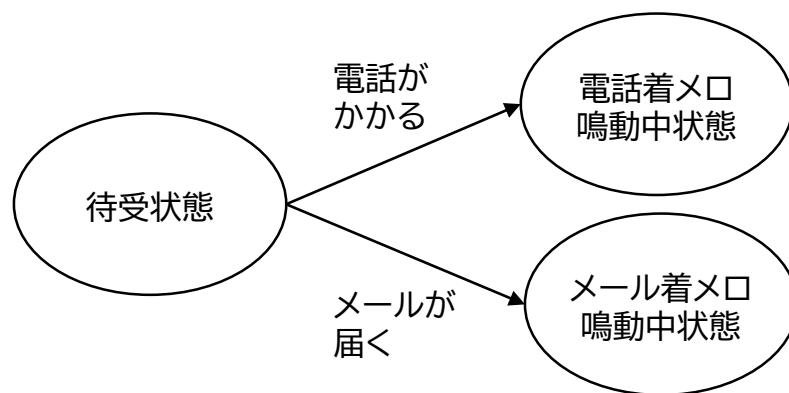 待受状態
電話が
かかる
電話着メロ
鳴動中状態
メールが
届く
メール着メロ
鳴動中状態